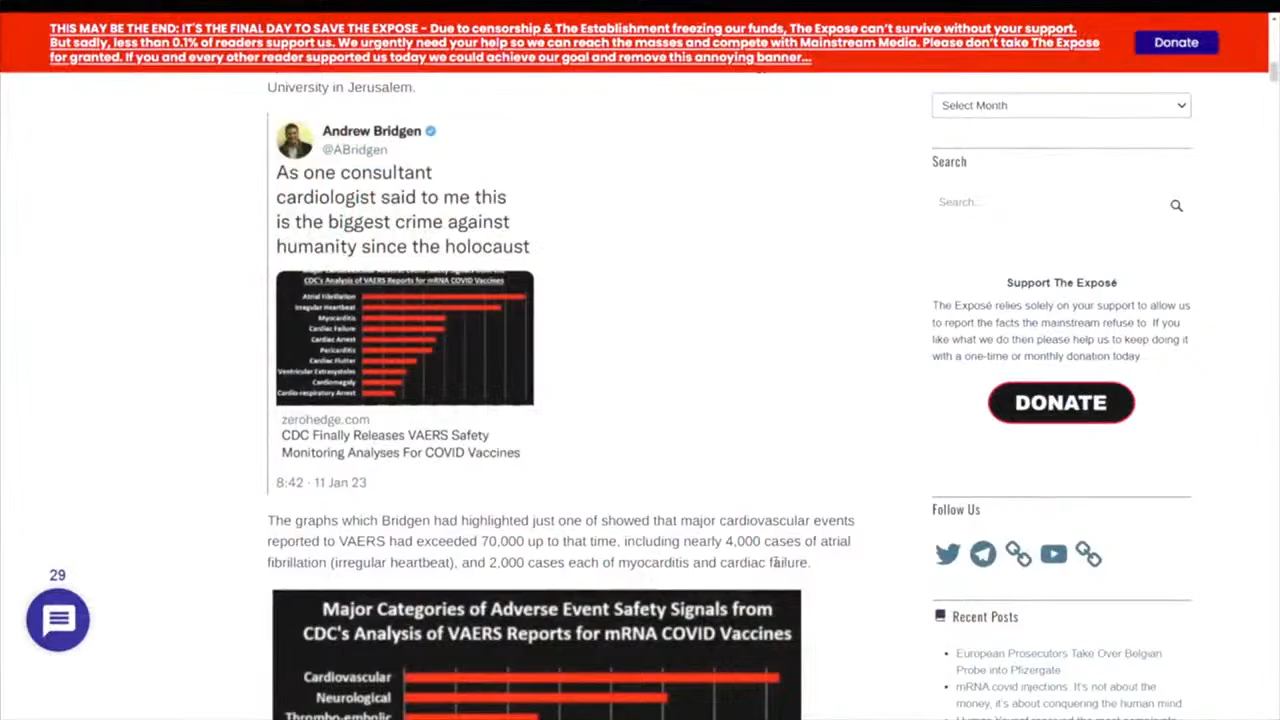 THIS MAY BE THE END: IT'S THE FINAL DAY TO SAVE THE EXPOSE - Due to censorship & The Establishment freezing our funds, The Expose can't survive without your support.
But sadly, less than 0.1% of readers support us. We urgently need your help so we can reach the masses and compete with Mainstream Media. Please don't take The Expose
for granted. If you and every other reader supported us today we could achieve our goal and remove this annoying banner...
Donate
University in Jerusalem.
Andrew Bridgen
@ABridgen
As one consultant
cardiologist said to me this
is the biggest crime against
humanity since the holocaust
CDC's Analysis of VAERS Reports for mRNA COVID Vaccines
Atrial Fibrillation
Irregular Heartbeat
Myocarditis
Cardiac Failure
Cardiac Arrest
Pericarditis
Cardiac Flutter
Ventricular Extrasystoles
Cardiomegaly
Cardio-respiratory Arrest
zerohedge.com
CDC Finally Releases VAERS Safety
Monitoring Analyses For COVID Vaccines
8:42 · 11 Jan 23
The graphs which Bridgen had highlighted just one of showed that major cardiovascular events
reported to VAERS had exceeded 70,000 up to that time, including nearly 4,000 cases of atrial
fibrillation (irregular heartbeat), and 2,000 cases each of myocarditis and cardiac failure.
Major Categories of Adverse Event Safety Signals from
CDC's Analysis of VAERS Reports for mRNA COVID Vaccines
Cardiovascular
Neurological
Thrombo-embolic
29
Select Month
Search
Search...
Support The Exposé
The Exposé relies solely on your support to allow us
to report the facts the mainstream refuse to. If you
like what we do then please help us to keep doing it
with a one-time or monthly donation today
DONATE
Follow Us
Recent Posts
European Prosecutors Take Over Belgian
Probe into Pfizergate
mRNA covid injections: It's not about the
money, it's about conquering the human mind